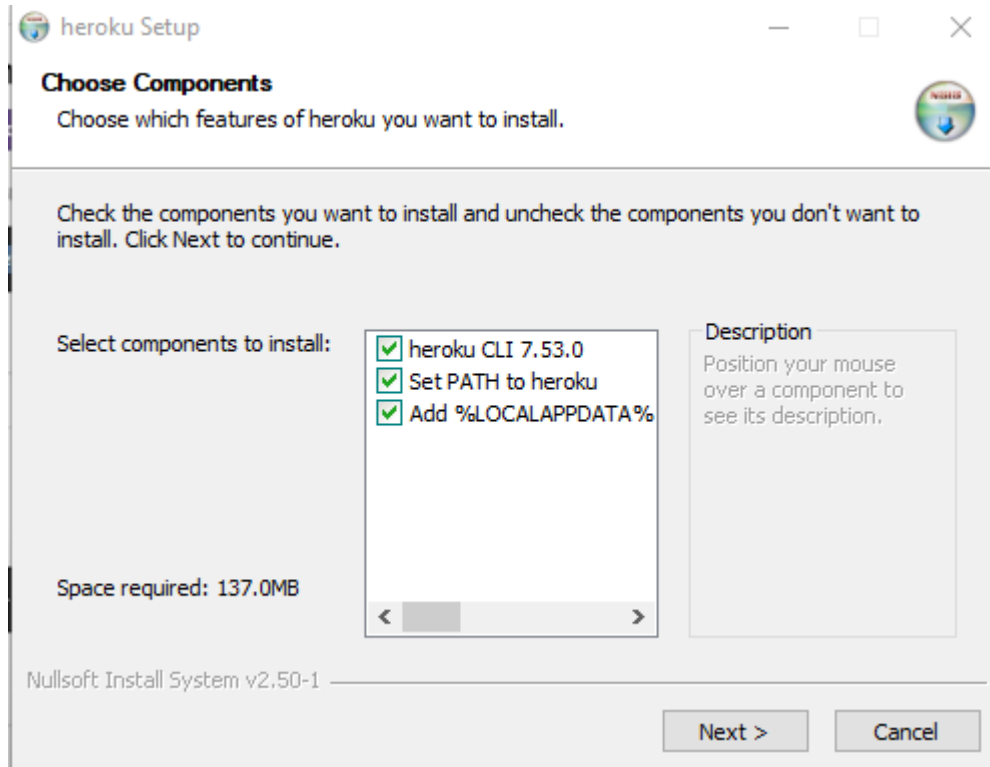 heroku Setup
Choose Components
Choose which features of heroku you want to install.
Check the components you want to install and uncheck the components you don't want to
install. Click Next to continue.
Select components to install:
heroku CLI 7.53.0
Set PATH to heroku
Add %LOCALAPPDATA%
Description
Position your mouse
over a component to
see its description.
Space required: 137.0MB
Nullsoft Install System v2.50-1
Next >
Cancel